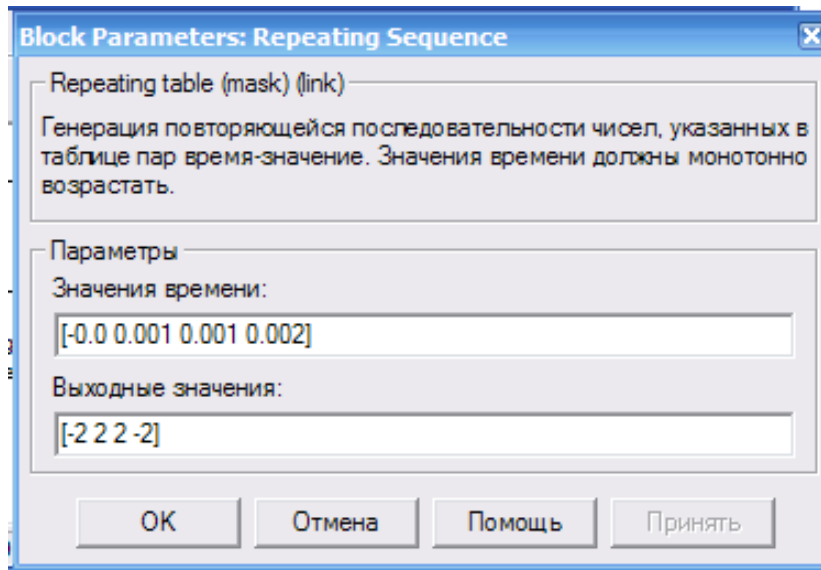 Block Parameters: Repeating Sequence
Repeating table (mask) (link)
Генерация повторяющейся последовательности чисел, указанных в
таблице пар время-значение. Значения времени должны монотонно
возрастать.
Параметры
Значения времени:
[-0.0 0.001 0.001 0.002]
Выходные значения:
[-2 2 2 -2]
OK Отмена Помощь Принять